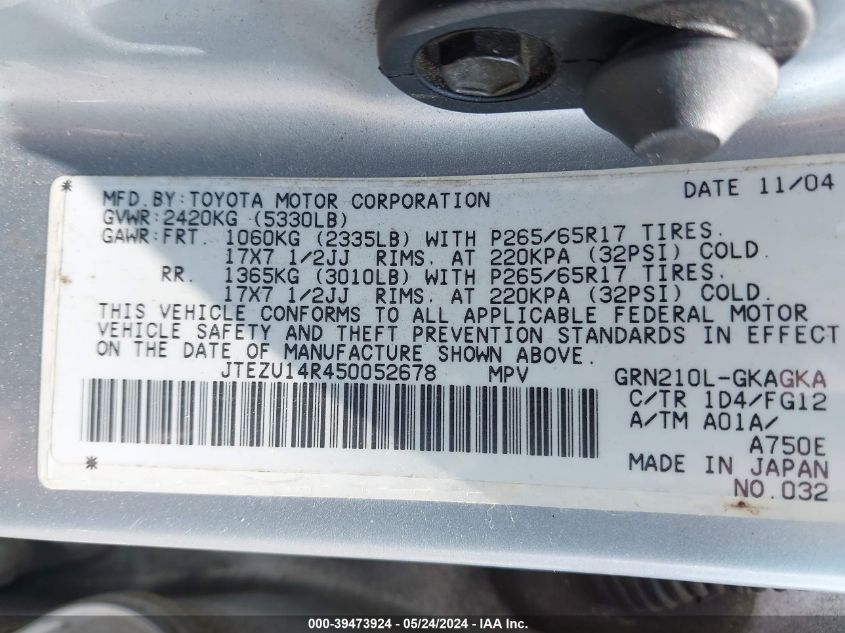 * DATE 11/04
MFD.BY:TOYOTA MOTOR CORPORATION
GVWR:2420KG (5330LB)
GAWR:FRT. 1060KG (2335LB) WITH P265/65R17 TIRES.
17X7 1/2JJ RIMS. AT 220KPA (32PSI) COLD.
RR. 1365KG (3010LB) WITH P265/65R17 TIRES.
17X7 1/2JJ RIMS. AT 220KPA (32PSI) COLD.
THIS VEHICLE CONFORMS TO ALL APPLICABLE FEDERAL MOTOR
VEHICLE SAFETY AND THEFT PREVENTION STANDARDS IN EFFECT
ON THE DATE OF MANUFACTURE SHOWN ABOVE.
JTEZU14R450052678 MPV GRN210L-GKAGKA
C/TR 1D4/FG12
A/TM A01A/
A750E
* MADE IN JAPAN
NO.032
000-39473924 - 05/24/2024 - IAA Inc.